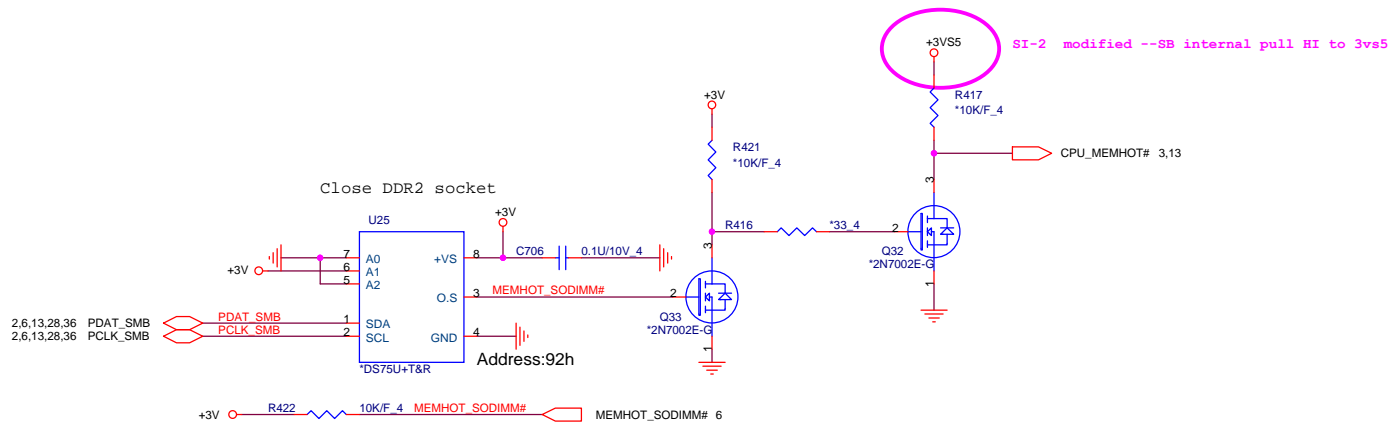 +3VS5
SI-2 modified --SB internal pull HI to 3vs5
R417
*10K/F_4
+3V
R421
*10K/F_4
CPU_MEMHOT# 3,13
3
Close DDR2 socket
U25
+3V
R416
*33_4
2
Q32
*2N7002E-G
1
7
A0
+3V
6
A1
5
A2
+VS
8
C706
0.1U/10V_4
3
O.S
3
MEMHOT_SODIMM#
2
Q33
*2N7002E-G
1
2,6,13,28,36 PDAT_SMB
PDAT_SMB
1
SDA
2,6,13,28,36 PCLK_SMB
PCLK_SMB
2
SCL
GND
4
Address:92h
*DS75U+T&R
+3V
R422
10K/F_4
MEMHOT_SODIMM#
MEMHOT_SODIMM# 6